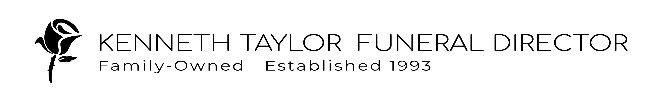 KENNETH TAYLOR FUNERAL DIRECTOR
Family-Owned Established 1993